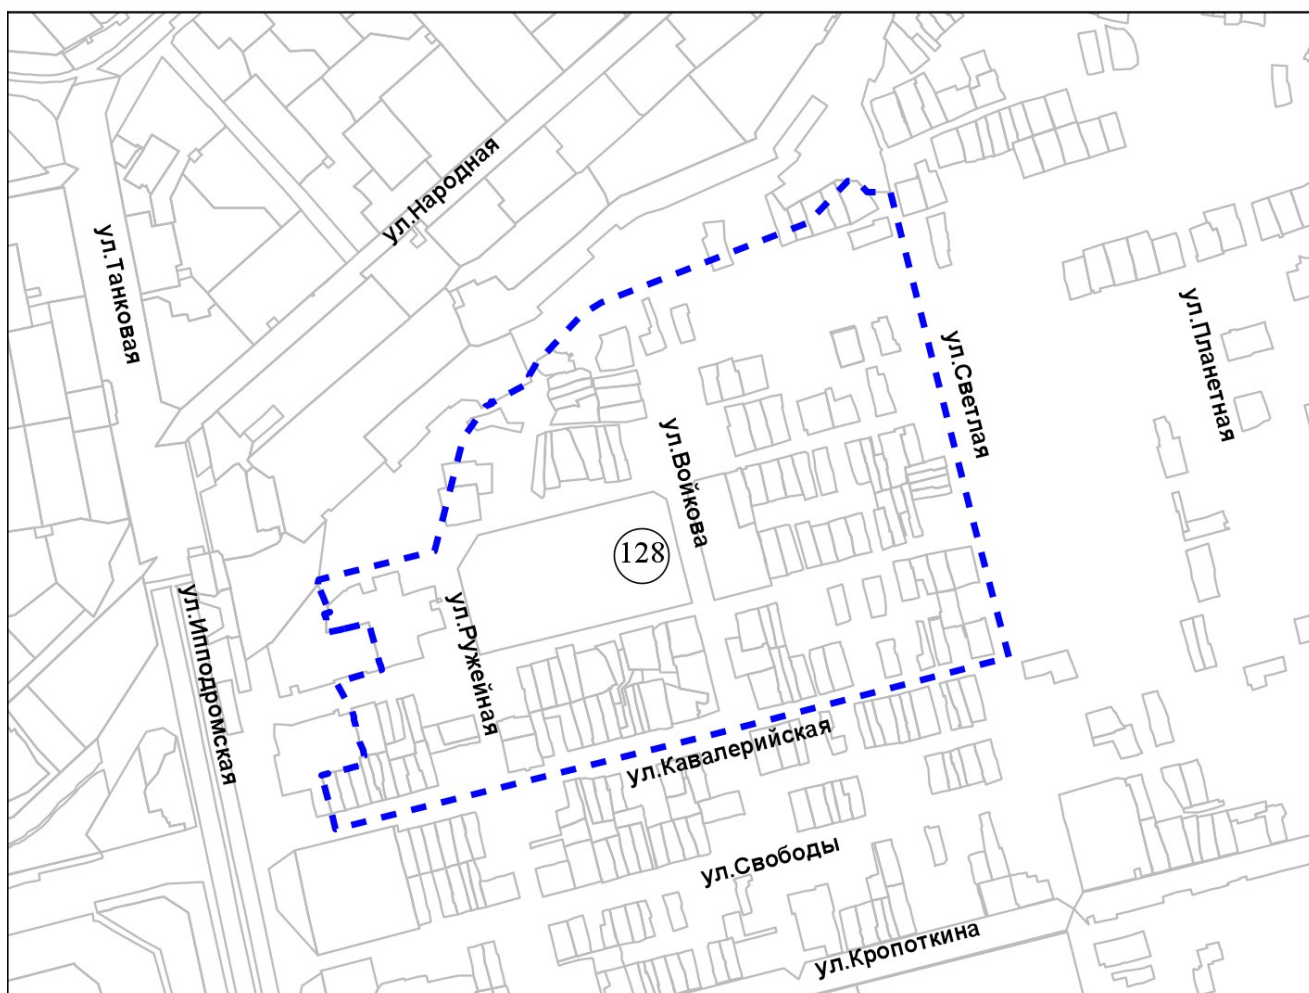 ул.Народная
ул.Танковая
ул.Планетная
ул.Светлая
ул.Войкова
128
ул.Ипподромская
ул.Ружейная
ул.Кавалерийская
ул.Свободы
ул.Кропоткина